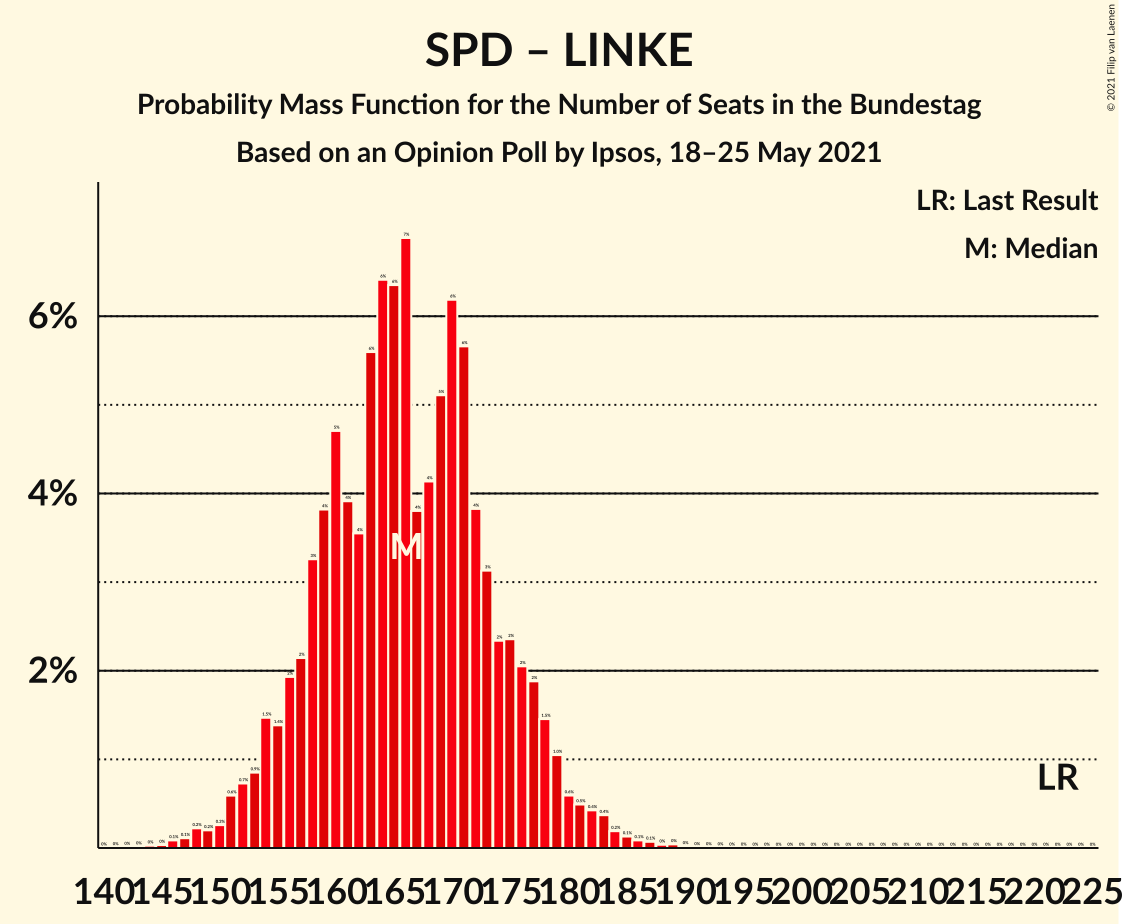 SPD – LINKE
Probability Mass Function for the Number of Seats in the Bundestag
Based on an Opinion Poll by Ipsos, 18–25 May 2021
© 2021 Filip van Laenen
LR: Last Result
M: Median
6%
4%
2%
M
LR
140 145 150 155 160 165 170 175 180 185 190 195 200 205 210 215 220 225